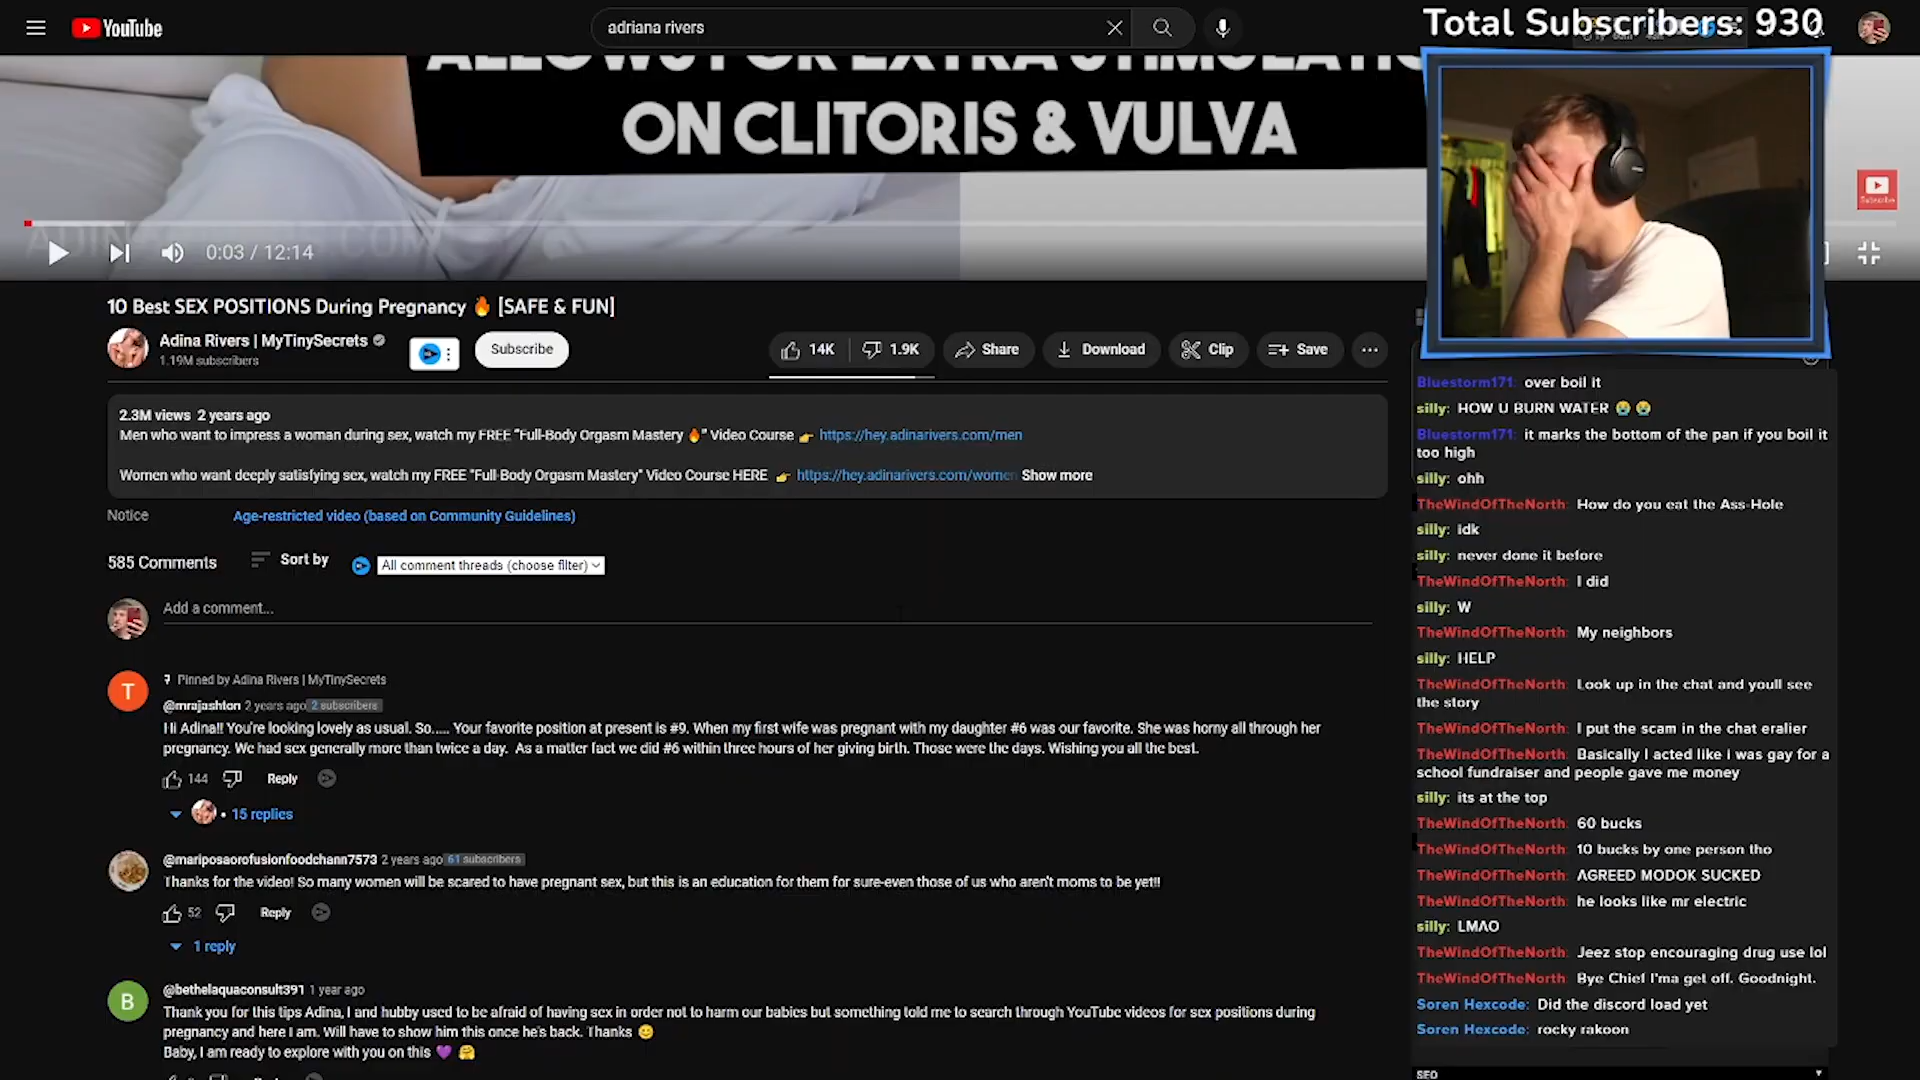 YouTube
adriana rivers
Total Subscribers: 930
ALLOWS FOR EXTRA STIMULATIO
ON CLITORIS & VULVA
Subscribe
0:03 / 12:14
10 Best SEX POSITIONS During Pregnancy 🔥 [SAFE & FUN]
Adina Rivers | MyTinySecrets
1.19M subscribers
Subscribe
14K
1.9K
Share
Download
Clip
Save
2.3M views 2 years ago
Men who want to impress a woman during sex, watch my FREE "Full-Body Orgasm Mastery 🔥" Video Course 👉 https://hey.adinarivers.com/men
Women who want deeply satisfying sex, watch my FREE "Full-Body Orgasm Mastery" Video Course HERE 👉 https://hey.adinarivers.com/women Show more
Notice
Age-restricted video (based on Community Guidelines)
585 Comments
Sort by
All comment threads (choose filter)
Add a comment...
T
Pinned by Adina Rivers | MyTinySecrets
@mrajashton 2 years ago 2 subscribers
Hi Adina!! You're looking lovely as usual. So..... Your favorite position at present is #9. When my first wife was pregnant with my daughter #6 was our favorite. She was horny all through her
pregnancy. We had sex generally more than twice a day. As a matter fact we did #6 within three hours of her giving birth. Those were the days. Wishing you all the best.
144
Reply
15 replies
@mariposaorofusionfoodchann7573 2 years ago 61 subscribers
Thanks for the video! So many women will be scared to have pregnant sex, but this is an education for them for sure-even those of us who aren't moms to be yet!!
52
Reply
1 reply
B
@bethelaquaconsult391 1 year ago
Thank you for this tips Adina, I and hubby used to be afraid of having sex in order not to harm our babies but something told me to search through YouTube videos for sex positions during
pregnancy and here I am. Will have to show him this once he's back. Thanks 😊
Baby, I am ready to explore with you on this 💜 🤗
Bluestorm171: over boil it
silly: HOW U BURN WATER 😭 😭
Bluestorm171: it marks the bottom of the pan if you boil it
too high
silly: ohh
TheWindOfTheNorth: How do you eat the Ass-Hole
silly: idk
silly: never done it before
TheWindOfTheNorth: I did
silly: W
TheWindOfTheNorth: My neighbors
silly: HELP
TheWindOfTheNorth: Look up in the chat and youll see
the story
TheWindOfTheNorth: I put the scam in the chat eralier
TheWindOfTheNorth: Basically I acted like i was gay for a
school fundraiser and people gave me money
silly: its at the top
TheWindOfTheNorth: 60 bucks
TheWindOfTheNorth: 10 bucks by one person tho
TheWindOfTheNorth: AGREED MODOK SUCKED
TheWindOfTheNorth: he looks like mr electric
silly: LMAO
TheWindOfTheNorth: Jeez stop encouraging drug use lol
TheWindOfTheNorth: Bye Chief I'ma get off. Goodnight.
Soren Hexcode: Did the discord load yet
Soren Hexcode: rocky rakoon
SEO